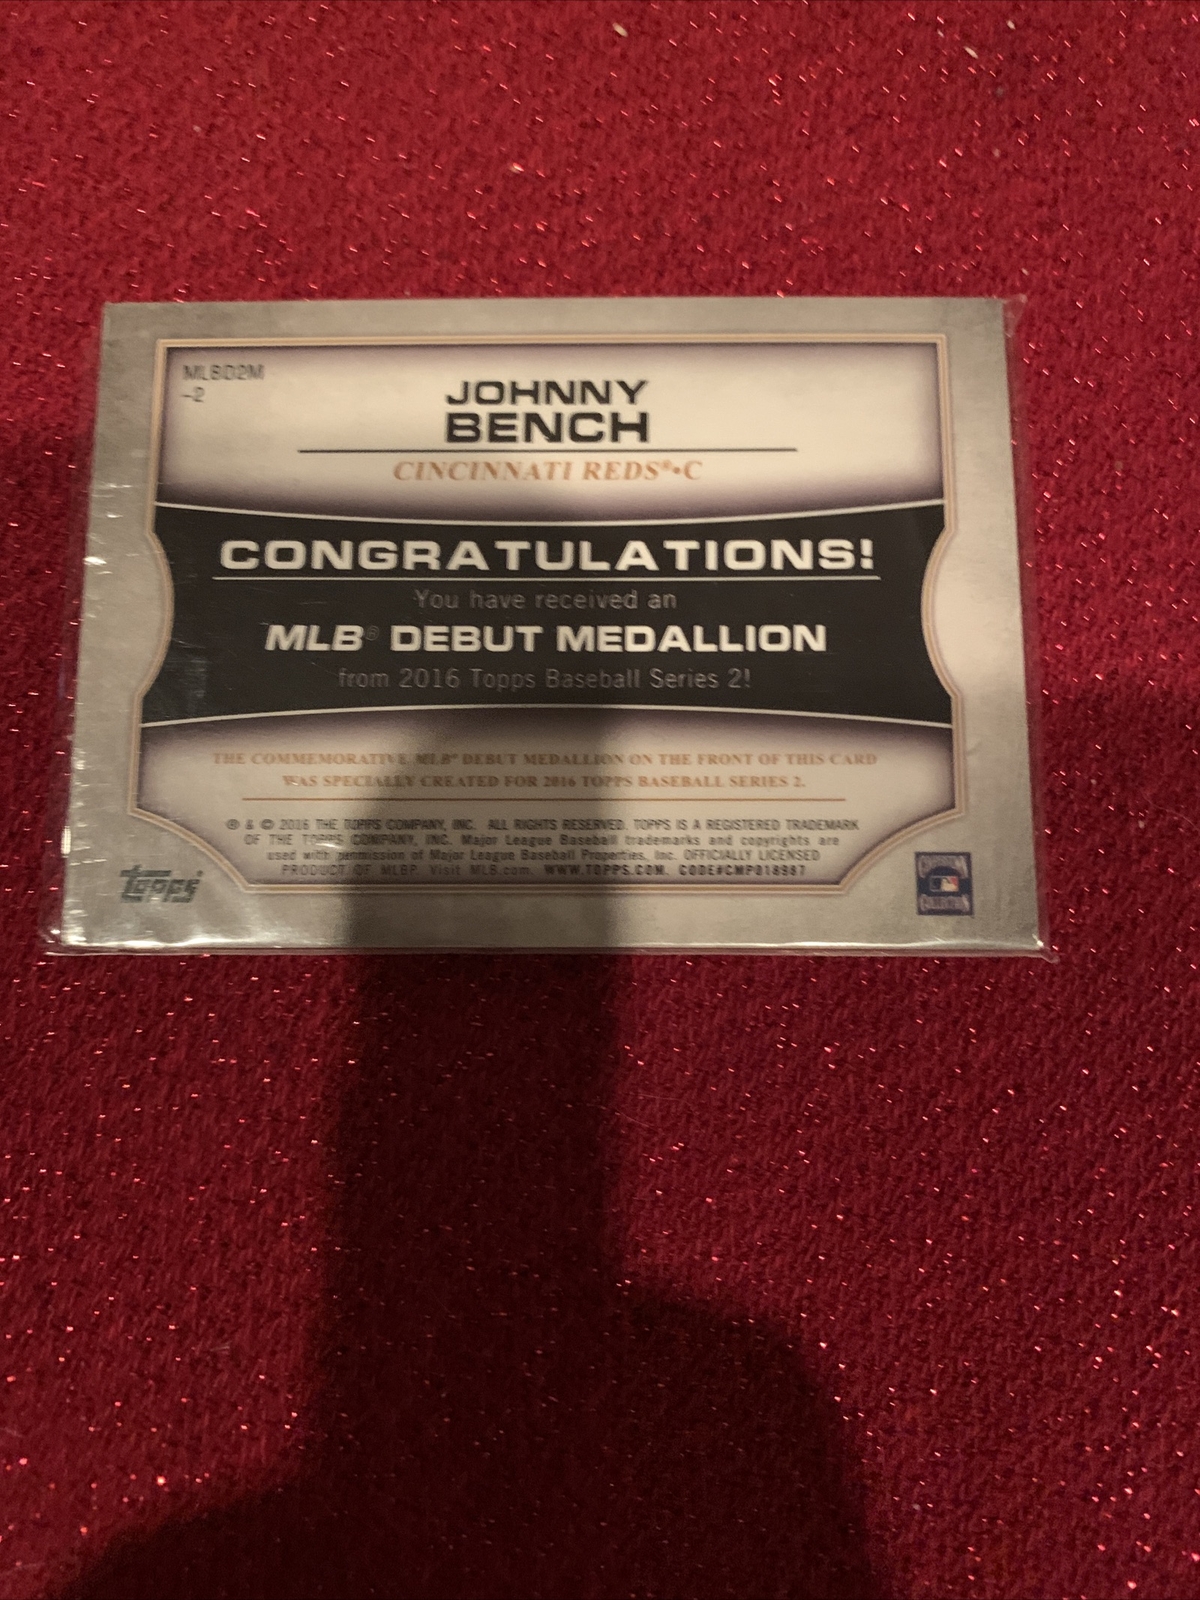 MLBD2M
-2
JOHNNY
BENCH
CINCINNATI REDS®•C
CONGRATULATIONS!
You have received an
MLB® DEBUT MEDALLION
from 2016 Topps Baseball Series 2!
THE COMMEMORATIVE MLB® DEBUT MEDALLION ON THE FRONT OF THIS CARD
WAS SPECIALLY CREATED FOR 2016 TOPPS BASEBALL SERIES 2.
® & © 2016 THE TOPPS COMPANY, INC. ALL RIGHTS RESERVED. TOPPS IS A REGISTERED TRADEMARK
OF THE TOPPS COMPANY, INC. Major League Baseball trademarks and copyrights are
used with permission of Major League Baseball Properties, Inc. OFFICIALLY LICENSED
PRODUCT OF MLBP. Visit MLB.com. WWW.TOPPS.COM. CODE#CMP018987
topps